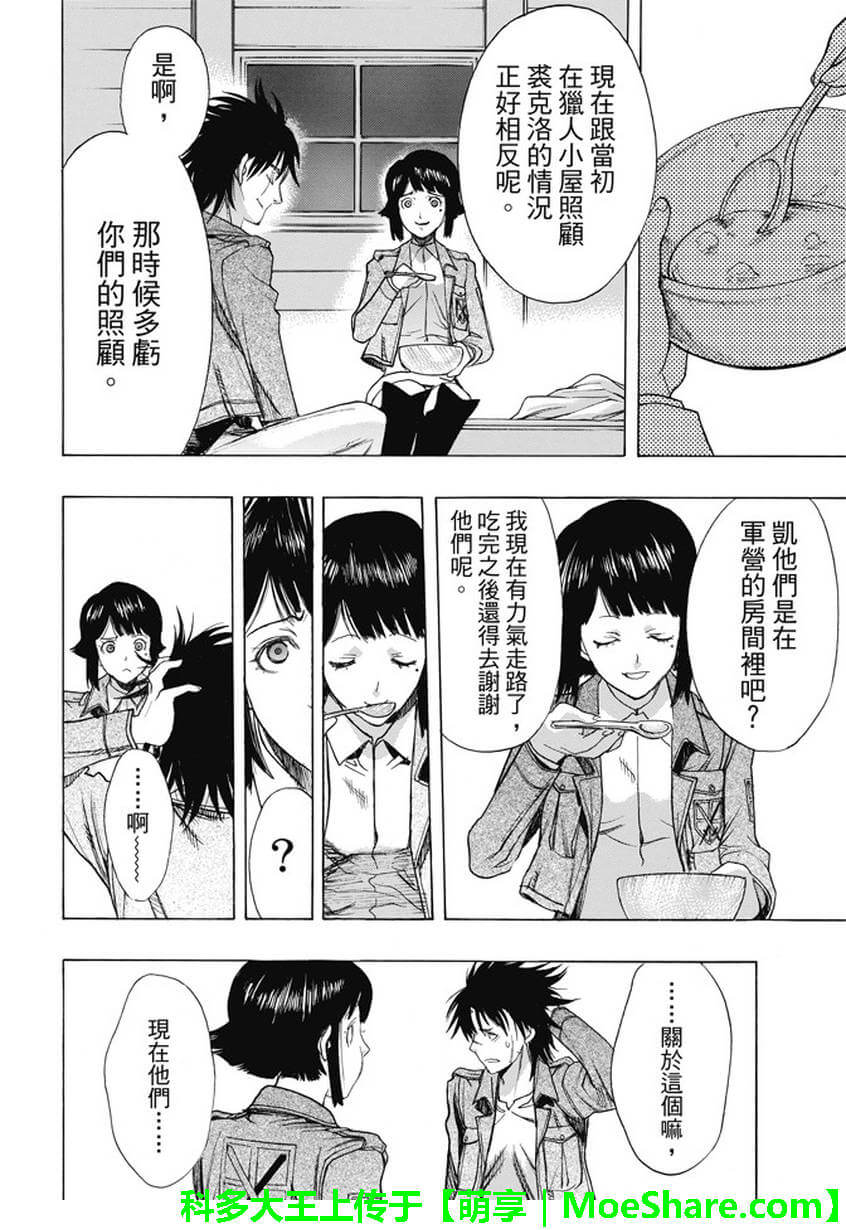 現在跟當初
在獵人小屋照顧
裘克洛的情況
正好相反呢。
是啊，
那時候多虧
你們的照顧。
凱他們是在
軍營的房間裡吧？
我現在有力氣走路了，
吃完之後還得去謝謝
他們呢。
？
……啊~~~~~
……關於這個嘛，
現在他們……
科多大王上传于【萌享|MoeShare.com】